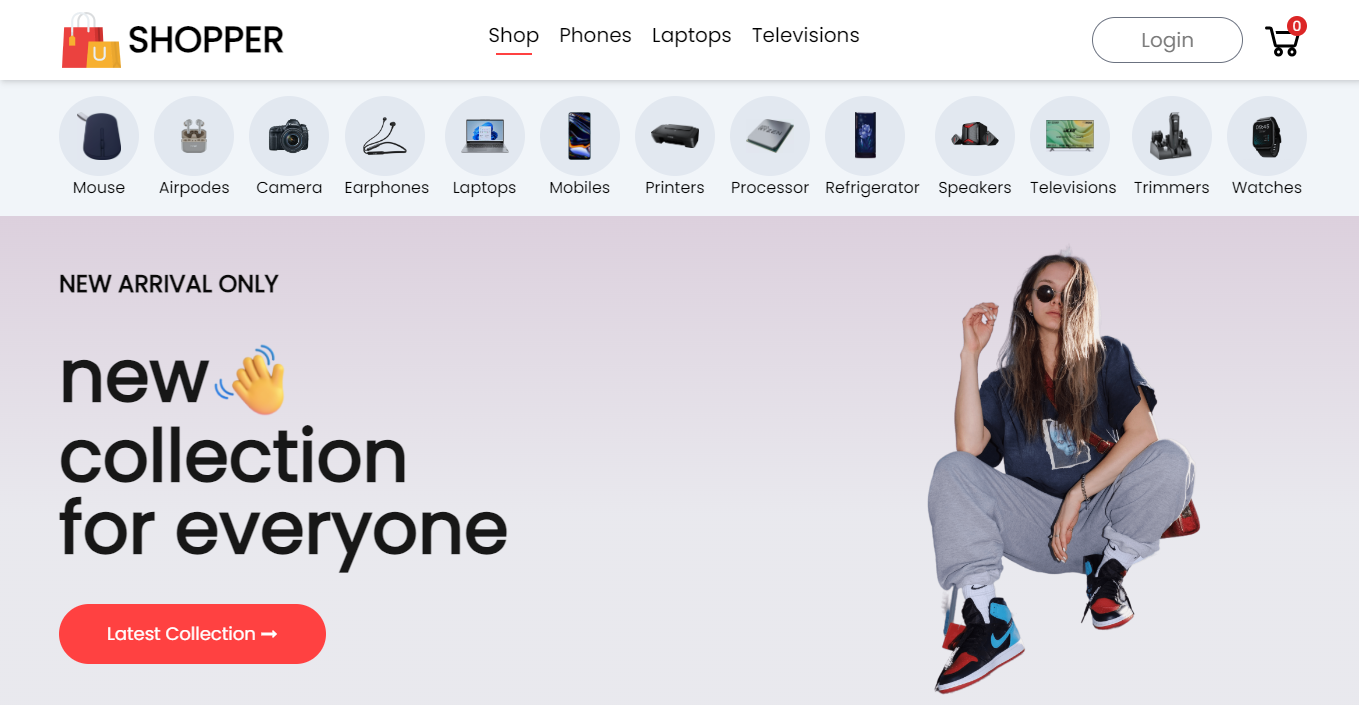 U SHOPPER
Shop Phones Laptops Televisions
Login
0
Mouse Airpodes Camera Earphones Laptops Mobiles Printers Processor Refrigerator Speakers Televisions Trimmers Watches
NEW ARRIVAL ONLY
new
collection
for everyone
Latest Collection